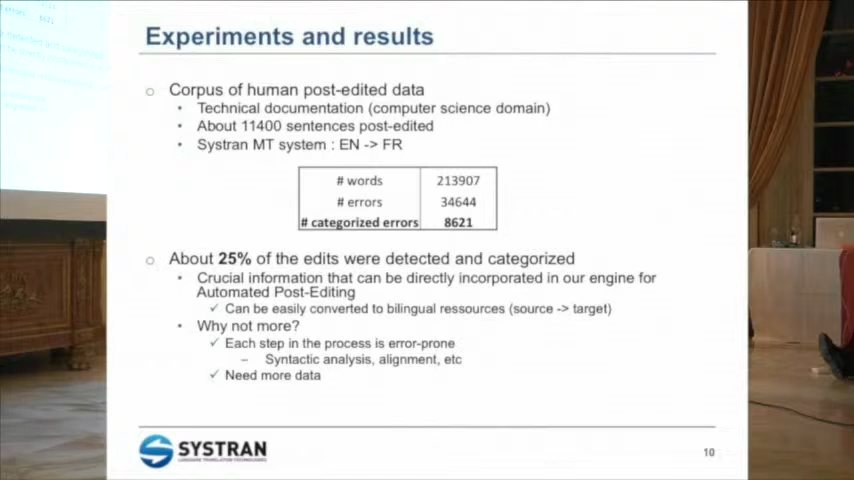 Experiments and results
Corpus of human post-edited data
Technical documentation (computer science domain)
About 11400 sentences post-edited
Systran MT system : EN -> FR
# words 213907
# errors 34644
# categorized errors 8621
About 25% of the edits were detected and categorized
Crucial information that can be directly incorporated in our engine for
Automated Post-Editing
Can be easily converted to bilingual ressources (source -> target)
Why not more?
Each step in the process is error-prone
Syntactic analysis, alignment, etc
Need more data
SYSTRAN
10